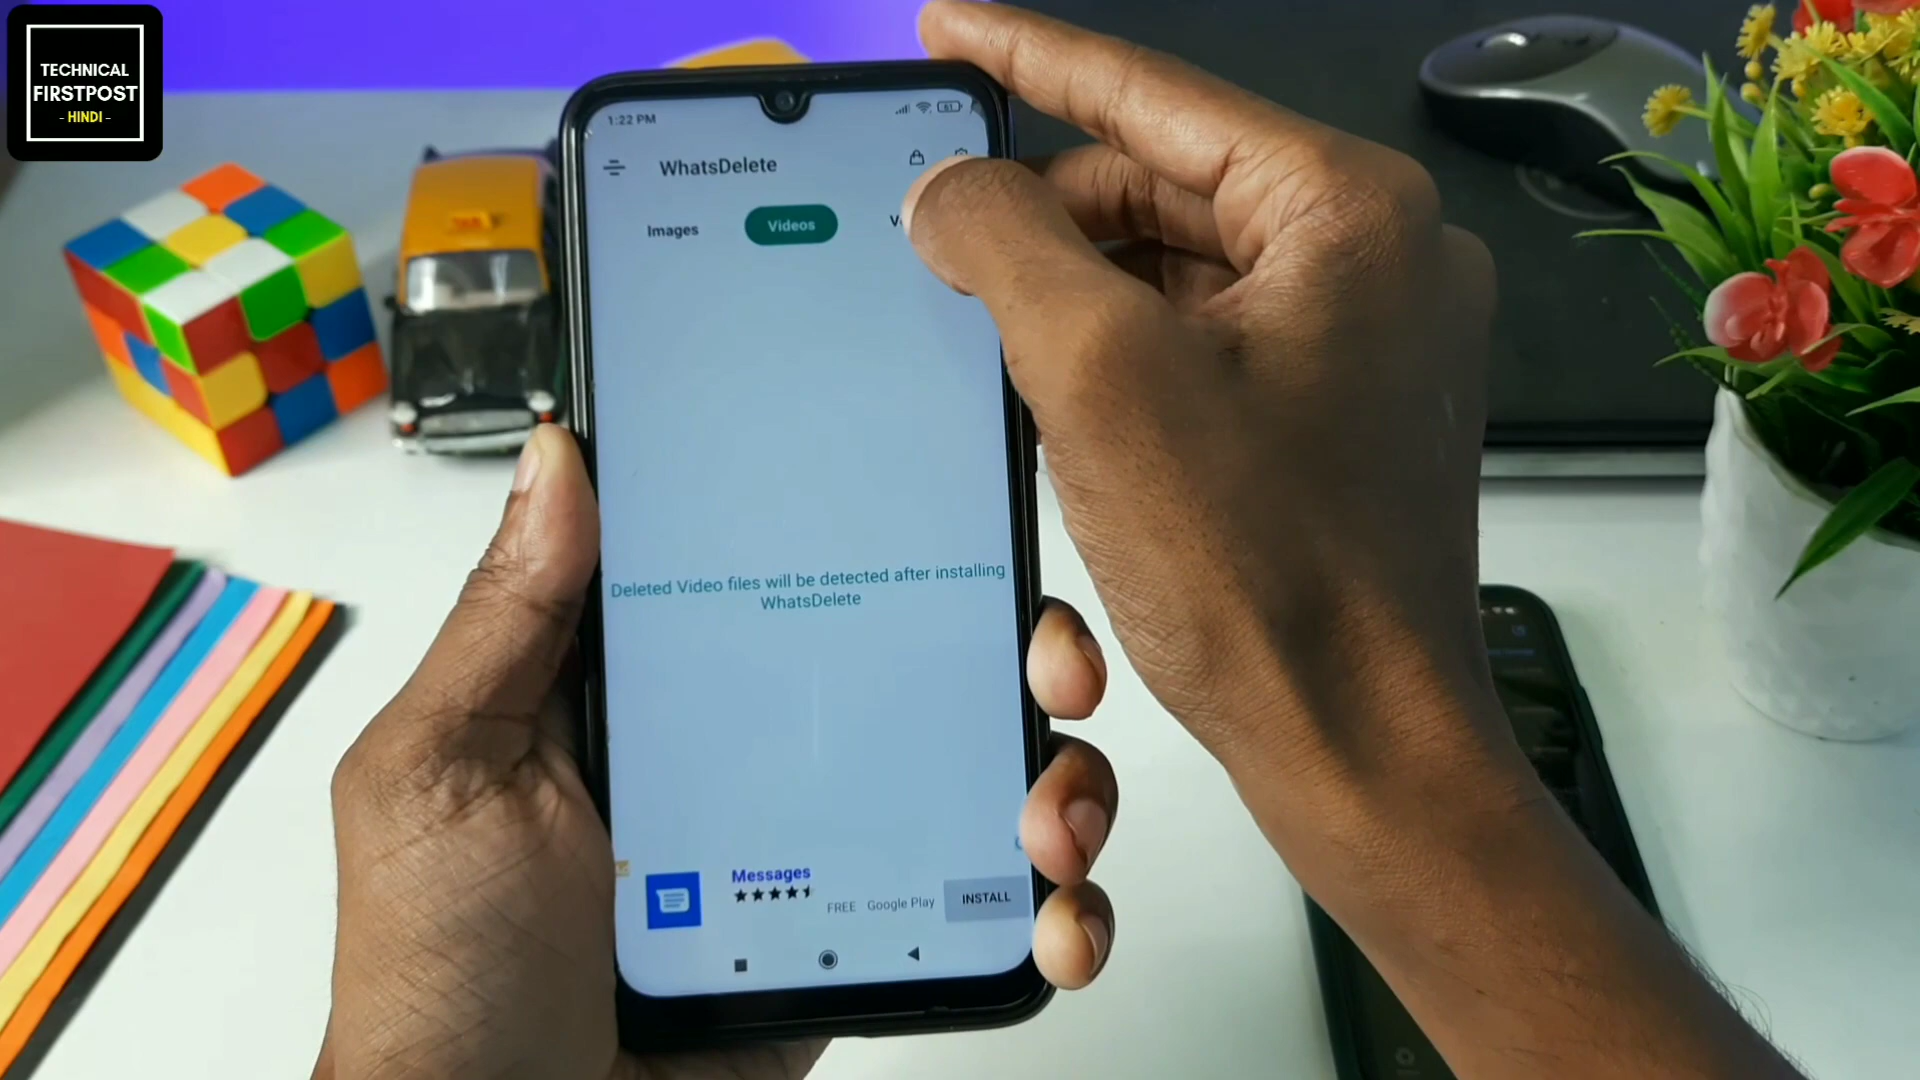 TECHNICAL
FIRSTPOST
- HINDI -
1:22 PM
61
WhatsDelete
Images
Videos
Deleted Video files will be detected after installing
WhatsDelete
Messages
FREE Google Play
INSTALL